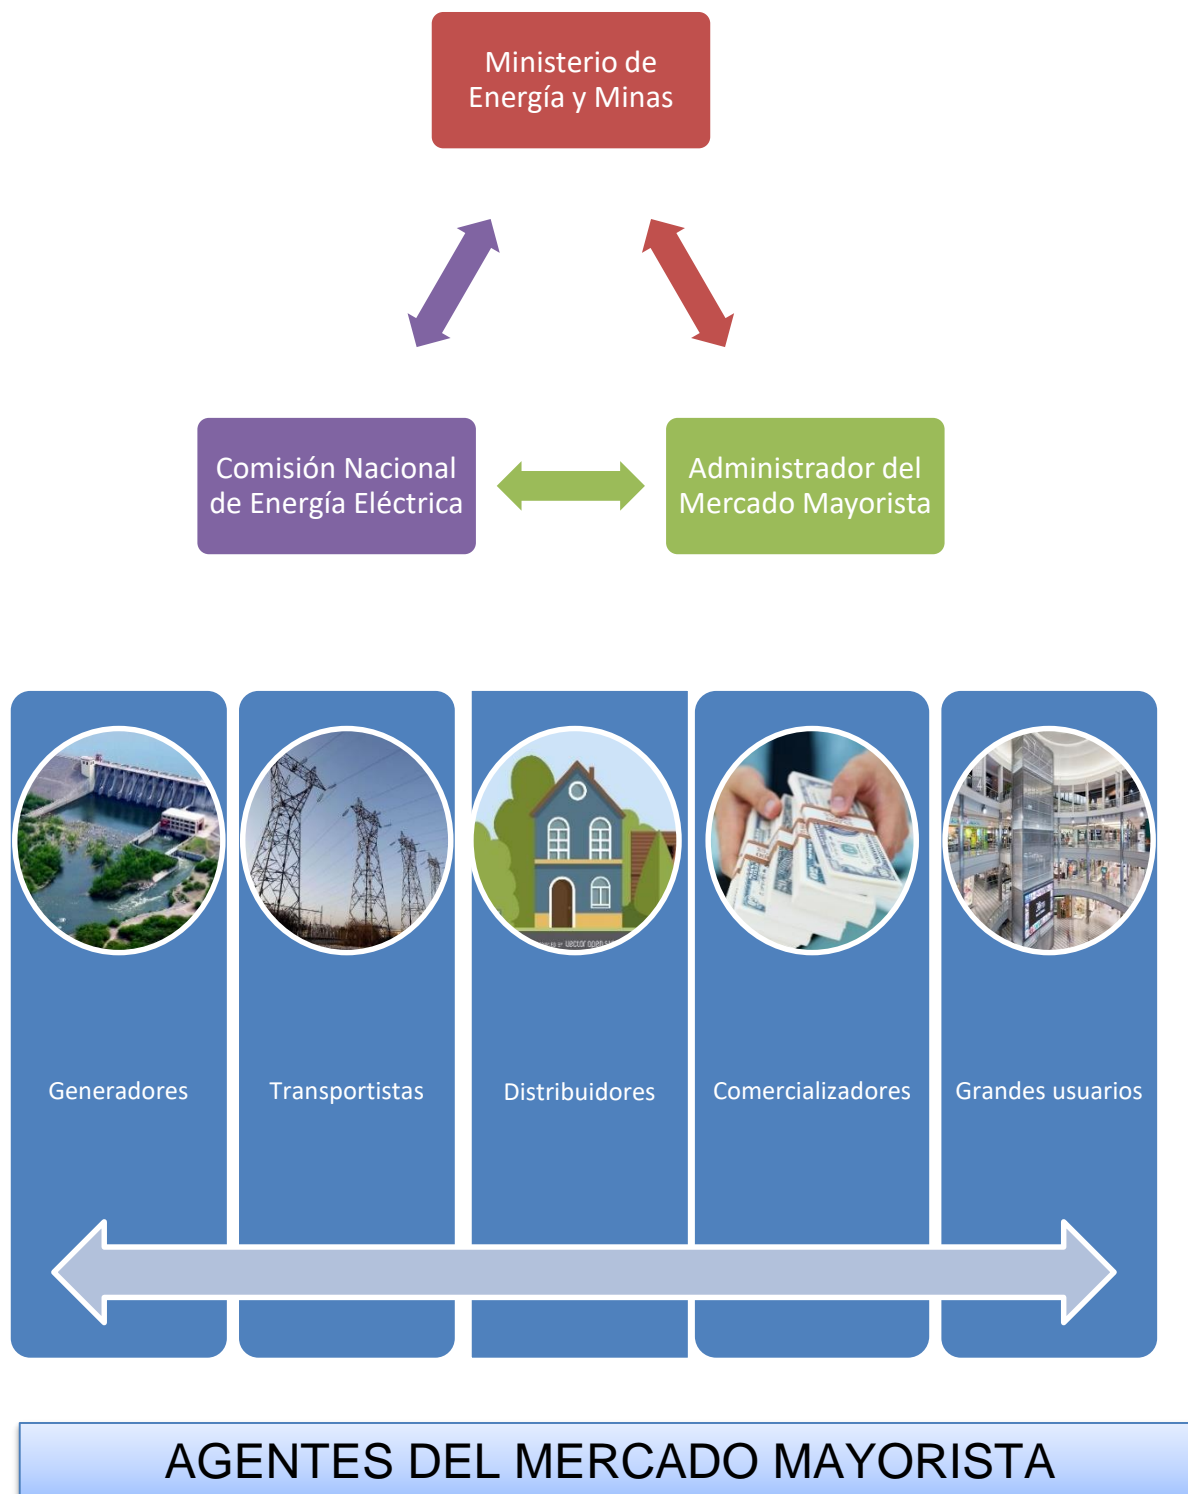 Ministerio de
Energía y Minas
Comisión Nacional
de Energía Eléctrica
Administrador del
Mercado Mayorista
Generadores
Transportistas
Distribuidores
Comercializadores
Grandes usuarios
AGENTES DEL MERCADO MAYORISTA